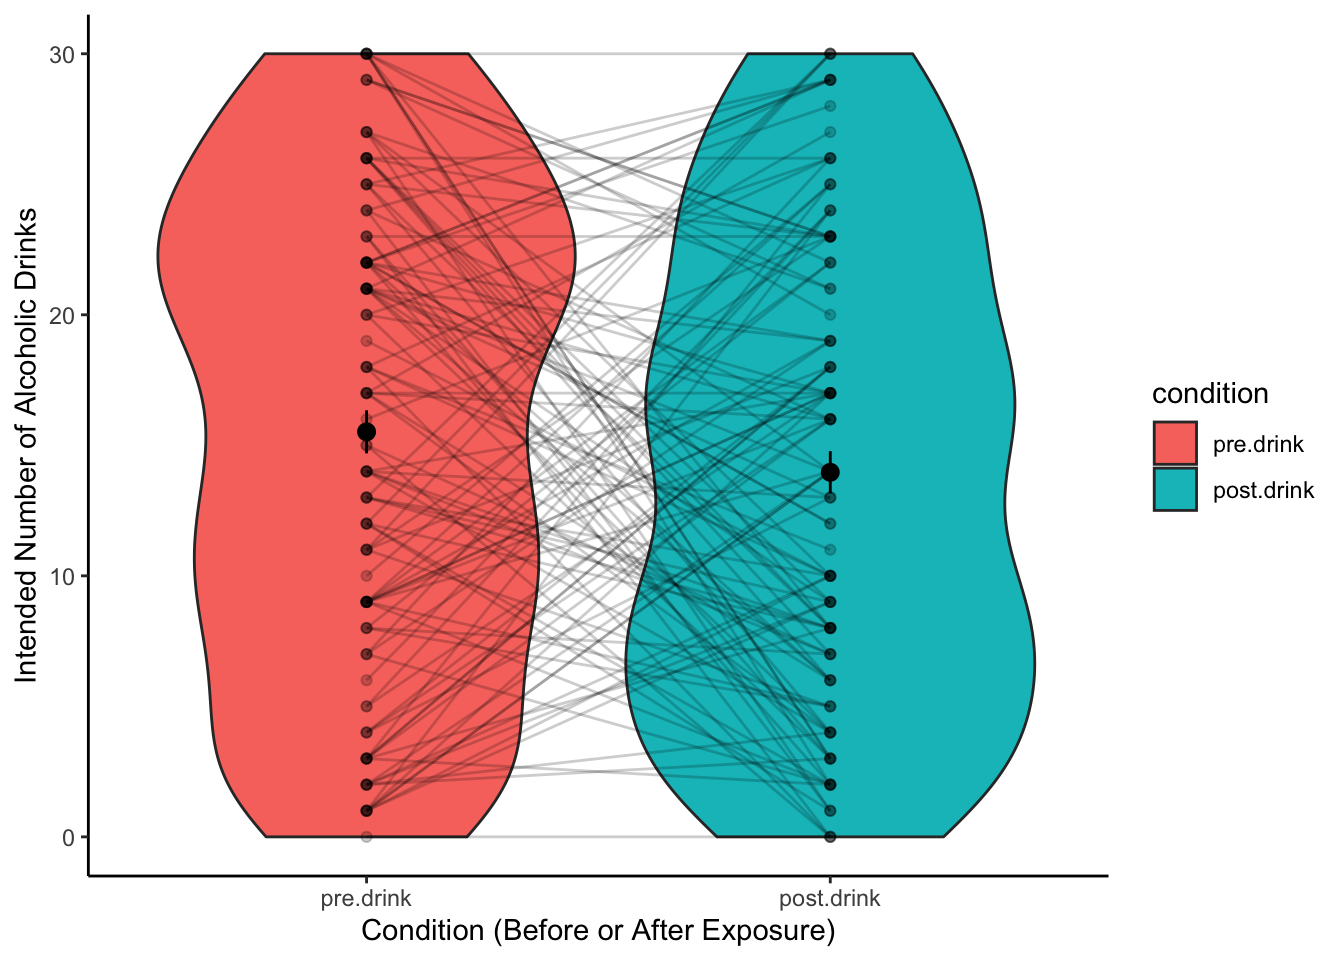 Intended Number of Alcoholic Drinks
30
20
10
0
pre.drink
post.drink
Condition (Before or After Exposure)
condition
pre.drink
post.drink